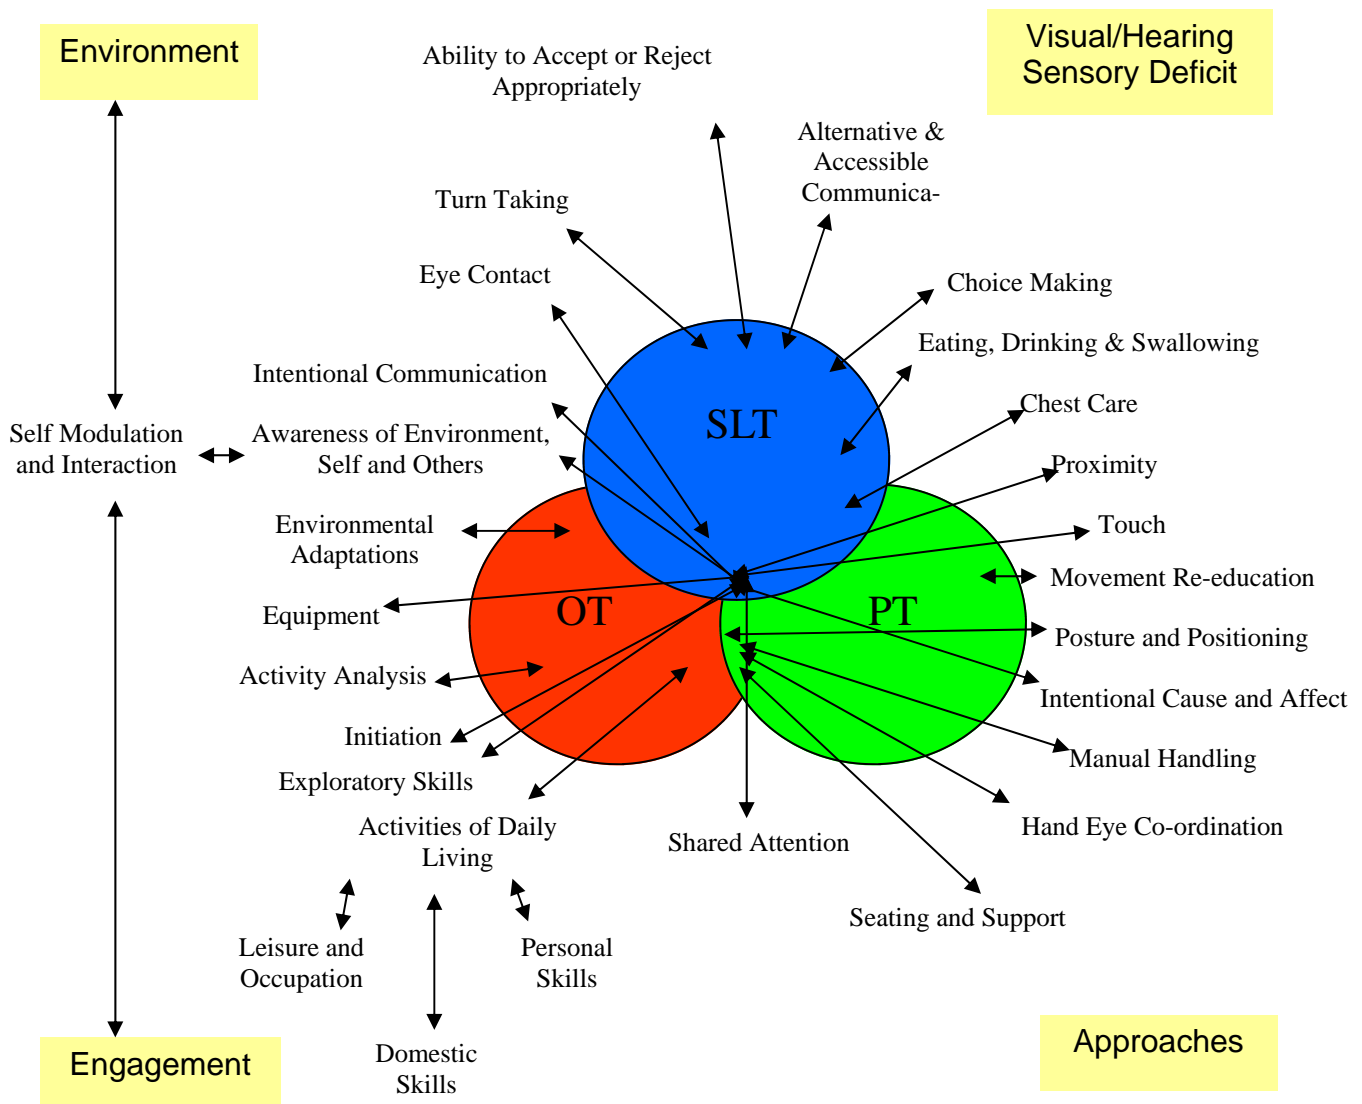 Environment
Visual/Hearing
Sensory Deficit
Ability to Accept or Reject
Appropriately
Alternative &
Accessible
Communica-
Turn Taking
Eye Contact
Choice Making
Eating, Drinking & Swallowing
Intentional Communication
Chest Care
SLT
Self Modulation
and Interaction
Awareness of Environment,
Self and Others
Proximity
Environmental
Adaptations
Touch
Movement Re-education
Equipment
OT
PT
Posture and Positioning
Activity Analysis
Intentional Cause and Affect
Initiation
Manual Handling
Exploratory Skills
Activities of Daily
Living
Shared Attention
Hand Eye Co-ordination
Seating and Support
Leisure and
Occupation
Personal
Skills
Domestic
Skills
Engagement
Approaches